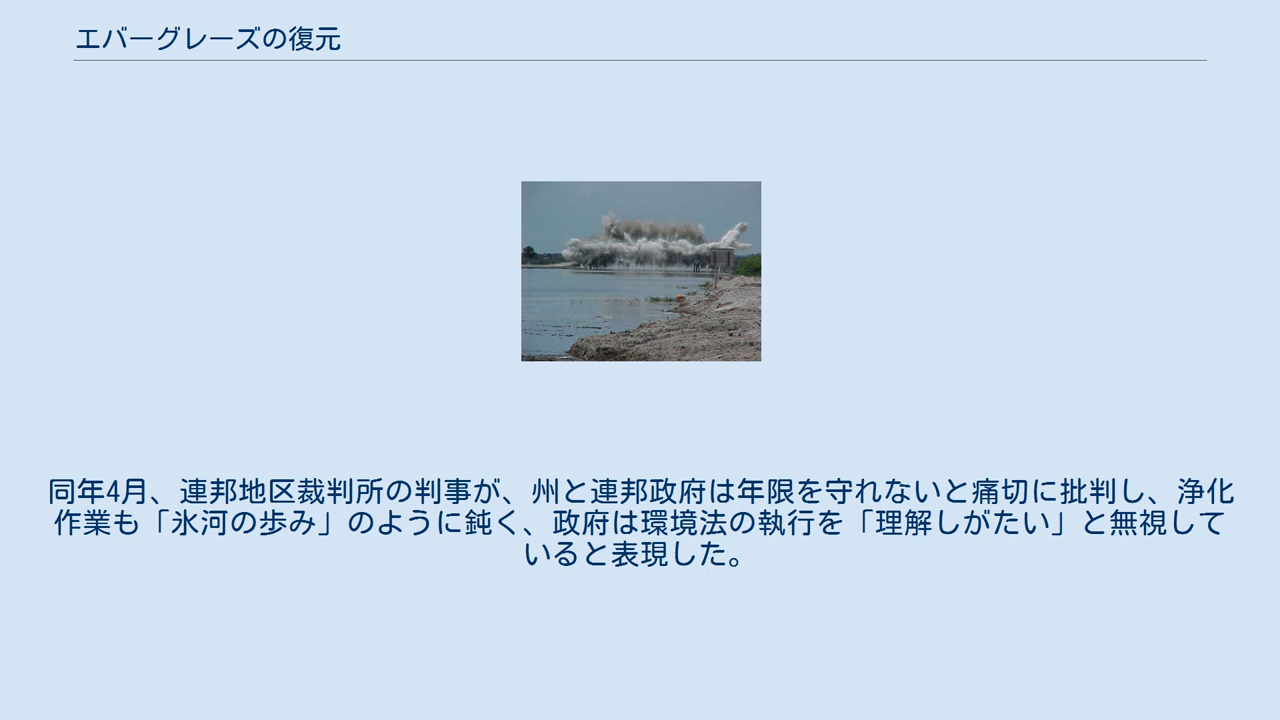 エバーグレーズの復元
同年4月、連邦地区裁判所の判事が、州と連邦政府は年限を守れないと痛切に批判し、浄化
作業も「氷河の歩み」のように鈍く、政府は環境法の執行を「理解しがたい」と無視して
いると表現した。